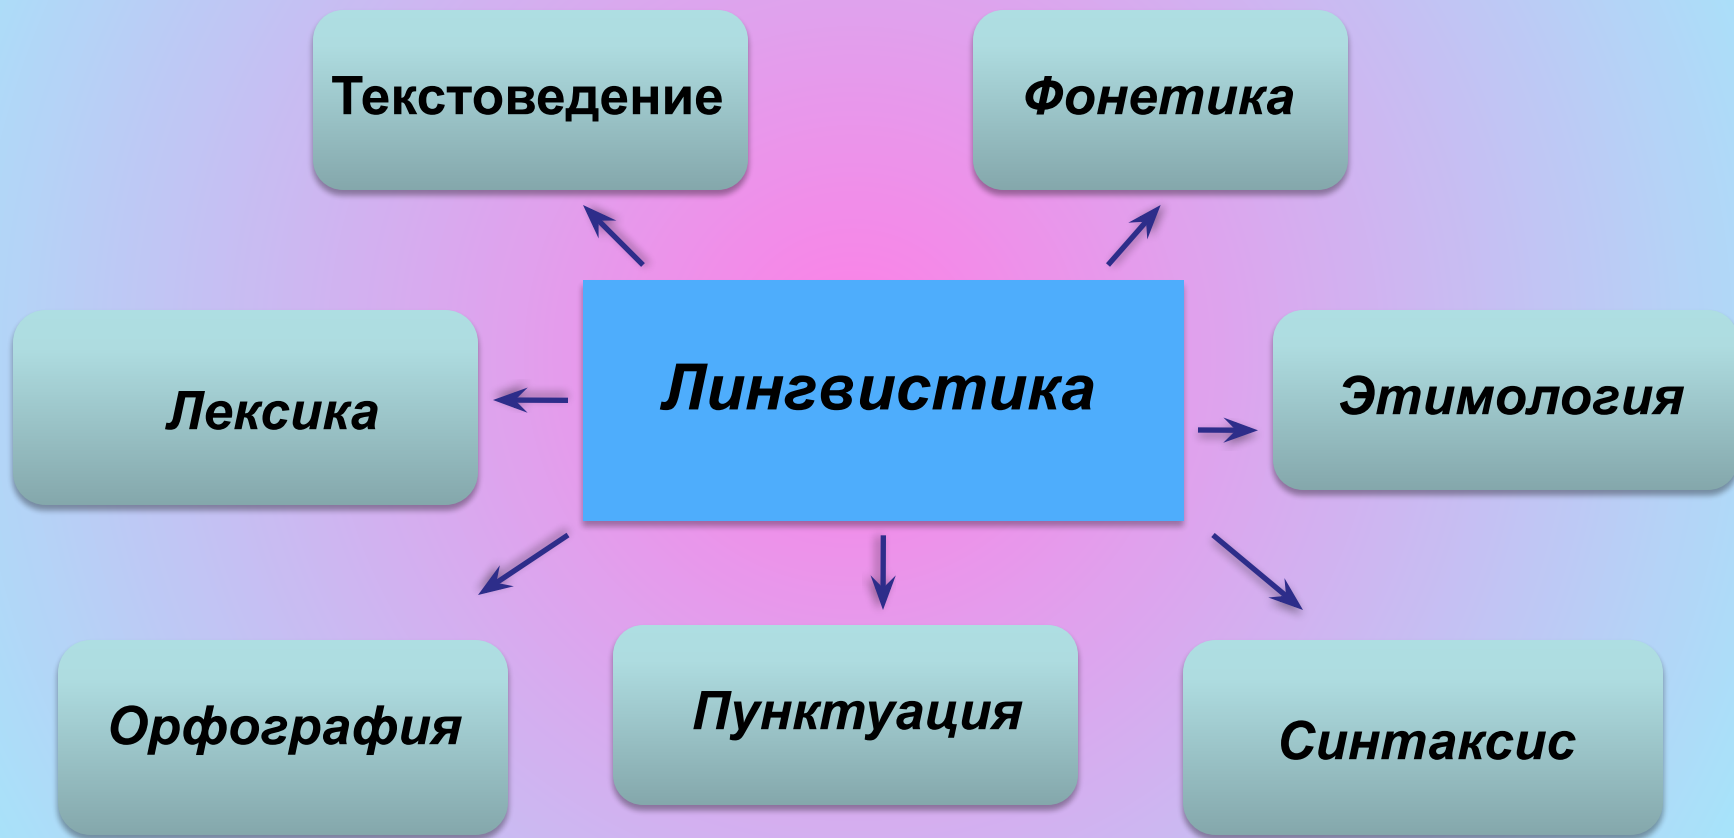 Текстоведение
Фонетика
Лингвистика
Лексика
Этимология
Орфография
Пунктуация
Синтаксис